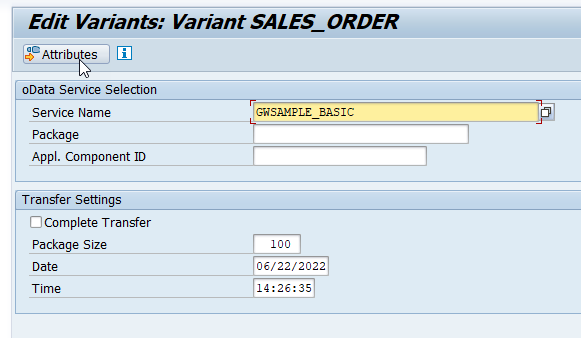 Edit Variants: Variant SALES_ORDER
Attributes
oData Service Selection
Service Name GWSAMPLE_BASIC
Package
Appl. Component ID
Transfer Settings
Complete Transfer
Package Size 100
Date 06/22/2022
Time 14:26:35